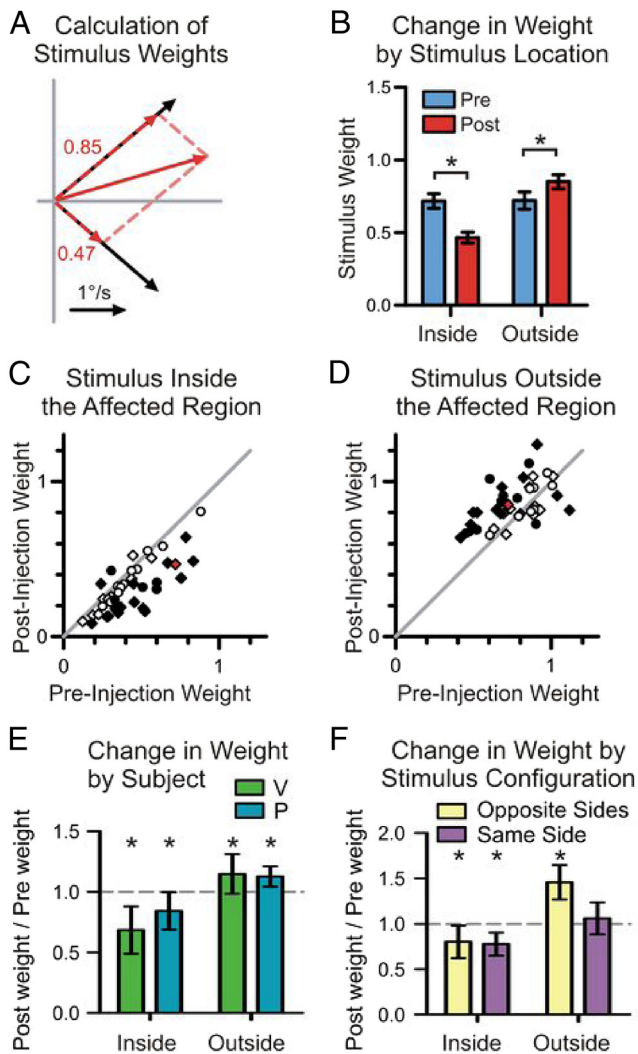 A
Calculation of
Stimulus Weights
0.85
0.47
1°/s
B
Change in Weight
by Stimulus Location
Stimulus Weight
1.5
1.0
0.5
0.0
Pre
Post
*
*
Inside
Outside
C
Stimulus Inside
the Affected Region
Post-Injection Weight
1
0
0
1
Pre-Injection Weight
D
Stimulus Outside
the Affected Region
Post-Injection Weight
1
0
0
1
Pre-Injection Weight
E
Change in Weight
by Subject
V
P
Post weight / Pre weight
1.5
1.0
0.5
0.0
*
*
*
*
Inside
Outside
F
Change in Weight by
Stimulus Configuration
Opposite Sides
Same Side
Post weight / Pre weight
2.0
1.5
1.0
0.5
0.0
*
*
*
Inside
Outside